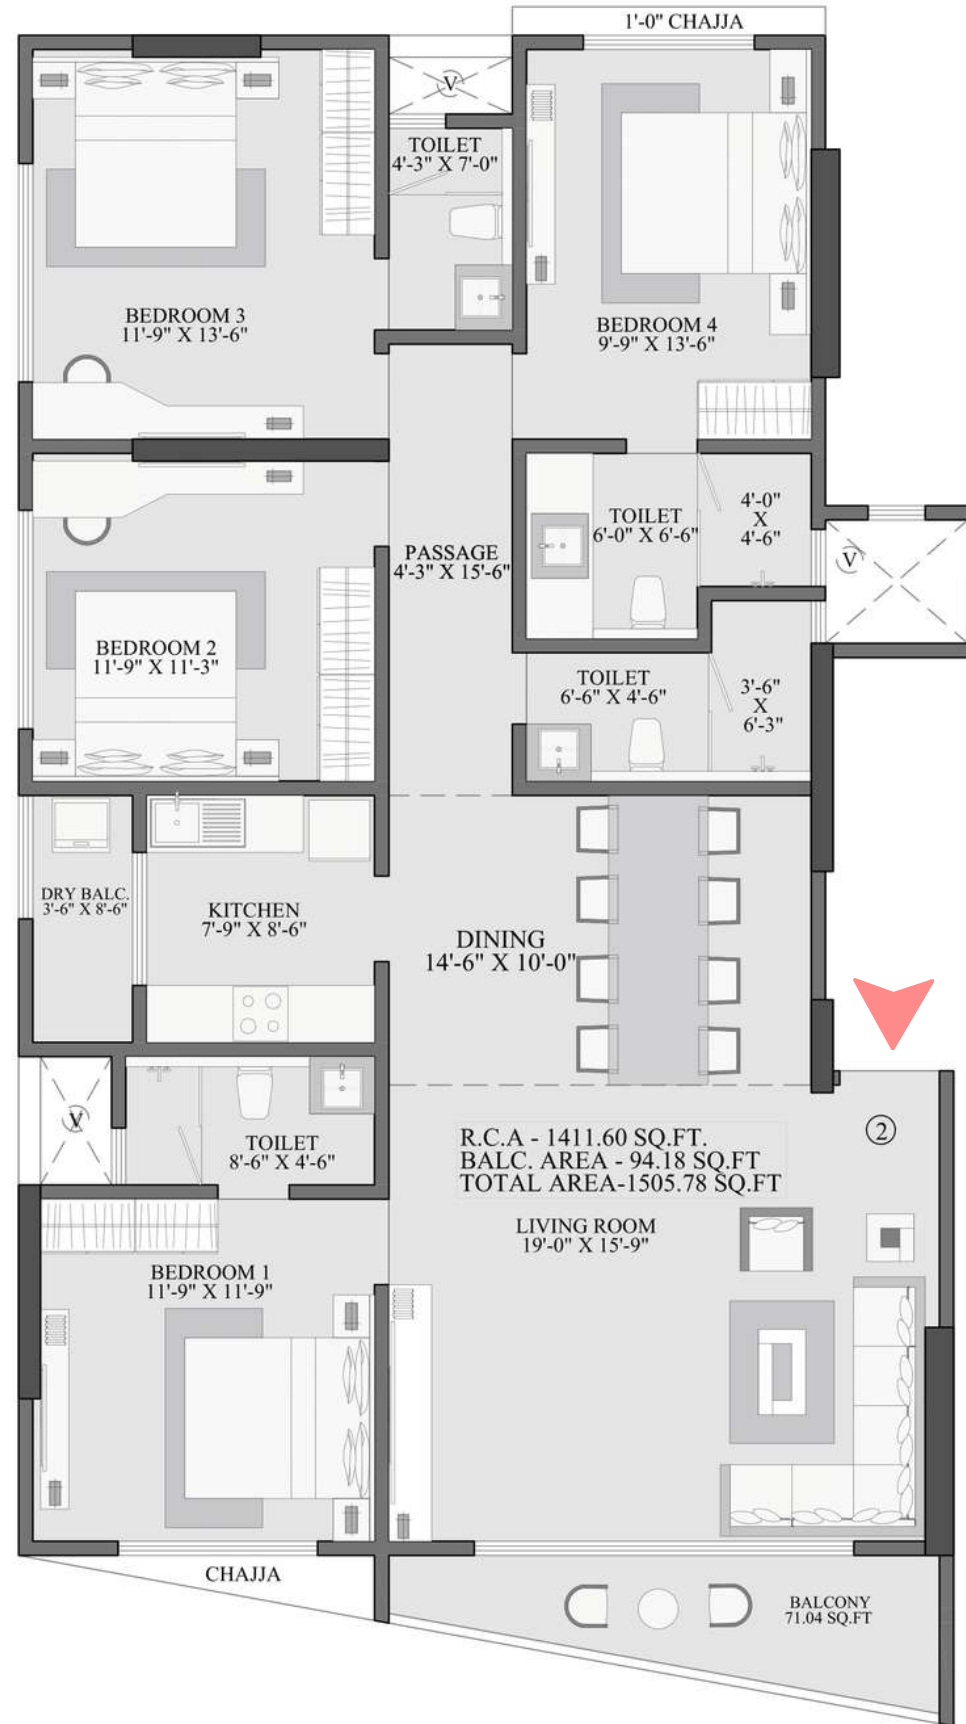 1'-0" CHAJJA
V
TOILET
4'-3" X 7'-0"
BEDROOM 3
11'-9" X 13'-6"
BEDROOM 4
9'-9" X 13'-6"
TOILET
6'-0" X 6'-6"
4'-0"
X
4'-6"
V
PASSAGE
4'-3" X 15'-6"
BEDROOM 2
11'-9" X 11'-3"
TOILET
6'-6" X 4'-6"
3'-6"
X
6'-3"
DRY BALC.
3'-6" X 8'-6"
KITCHEN
7'-9" X 8'-6"
DINING
14'-6" X 10'-0"
V
TOILET
8'-6" X 4'-6"
R.C.A - 1411.60 SQ.FT.
BALC. AREA - 94.18 SQ.FT
TOTAL AREA-1505.78 SQ.FT
2
LIVING ROOM
19'-0" X 15'-9"
BEDROOM 1
11'-9" X 11'-9"
CHAJJA
BALCONY
71.04 SQ.FT